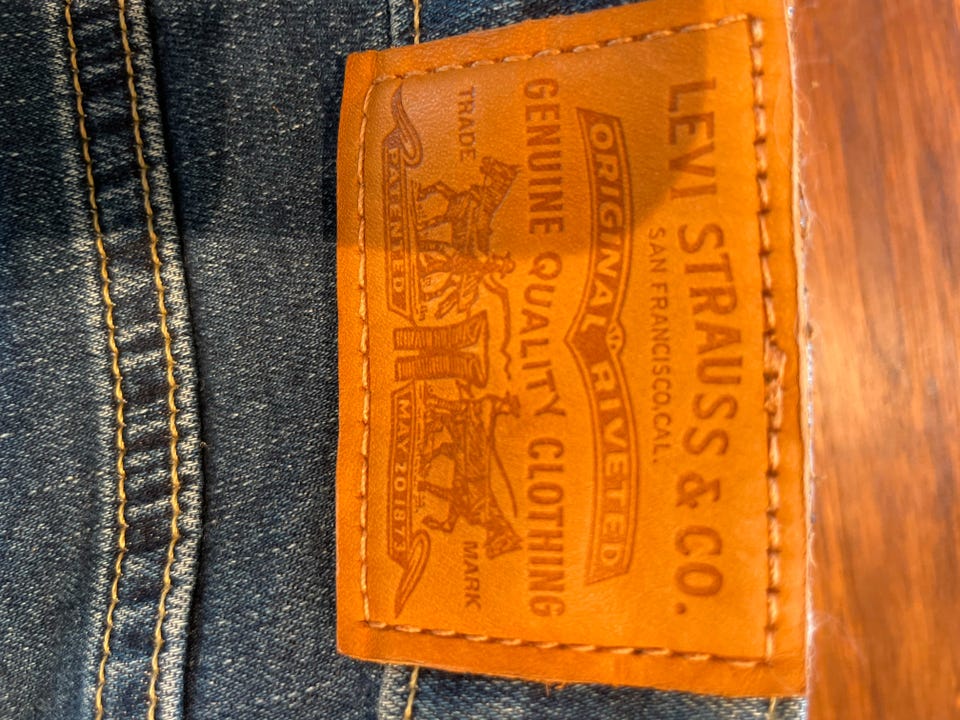 LEVI STRAUSS & CO.
SAN FRANCISCO,CAL.
ORIGINAL RIVETED
GENUINE QUALITY CLOTHING
TRADE MARK
PATENTED MAY 20 1873